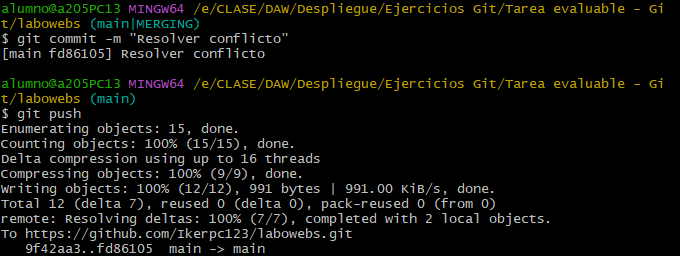 alumno@a205PC13 MINGW64 /e/CLASE/DAW/Despliegue/Ejercicios Git/Tarea evaluable - Gi
t/labowebs (main|MERGING)
$ git commit -m "Resolver conflicto"
[main fd86105] Resolver conflicto
alumno@a205PC13 MINGW64 /e/CLASE/DAW/Despliegue/Ejercicios Git/Tarea evaluable - Gi
t/labowebs (main)
$ git push
Enumerating objects: 15, done.
Counting objects: 100% (15/15), done.
Delta compression using up to 16 threads
Compressing objects: 100% (9/9), done.
Writing objects: 100% (12/12), 991 bytes | 991.00 KiB/s, done.
Total 12 (delta 7), reused 0 (delta 0), pack-reused 0 (from 0)
remote: Resolving deltas: 100% (7/7), completed with 2 local objects.
To https://github.com/Ikerpc123/labowebs.git
   9f42aa3..fd86105  main -> main